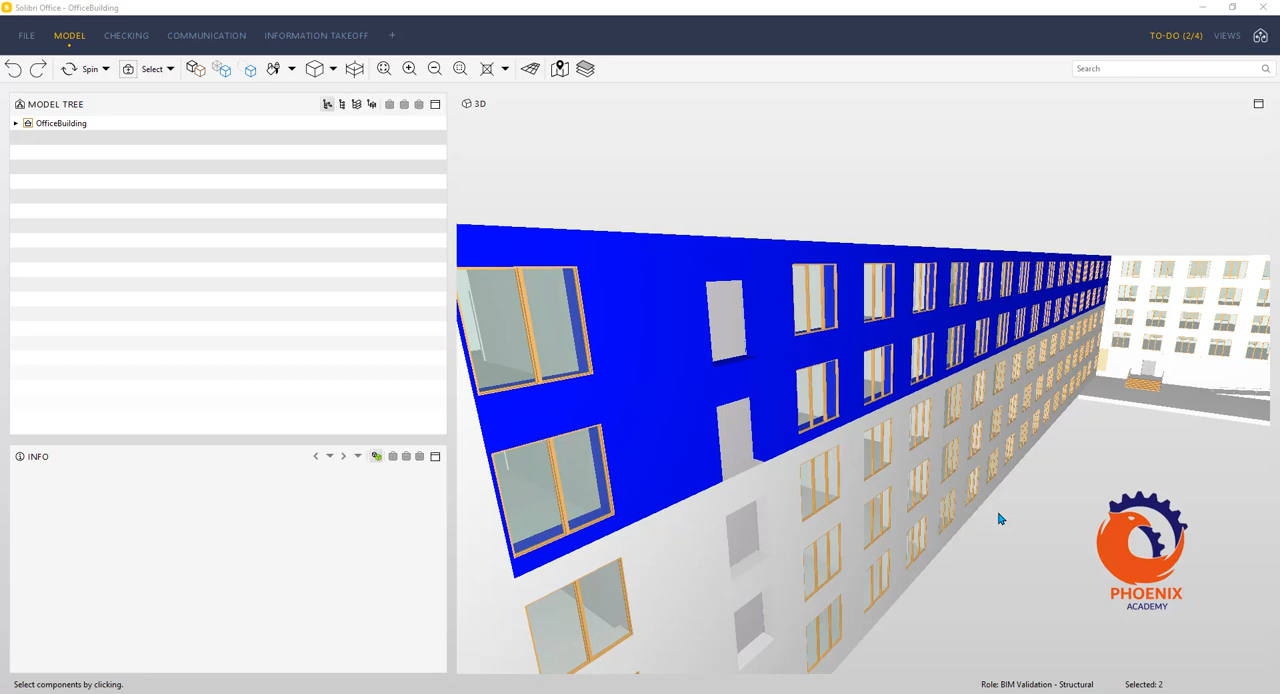 Solibri Office - OfficeBuilding
FILE MODEL CHECKING COMMUNICATION INFORMATION TAKEOFF + TO-DO (2/4) VIEWS
Spin Select Search
MODEL TREE
3D
OfficeBuilding
INFO
PHOENIX
ACADEMY
Select components by clicking. Role: BIM Validation - Structural Selected: 2